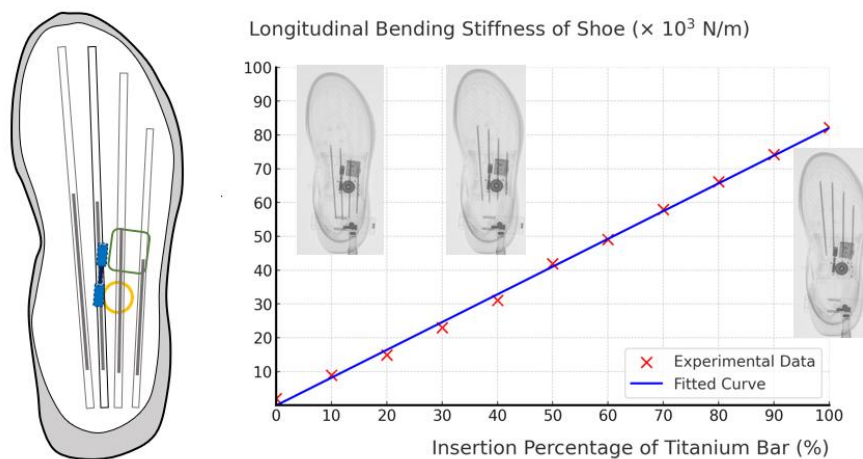 Longitudinal Bending Stiffness of Shoe (× 10³ N/m)
100
90
80
70
60
50
40
30
20
10
Experimental Data
Fitted Curve
0 10 20 30 40 50 60 70 80 90 100
Insertion Percentage of Titanium Bar (%)